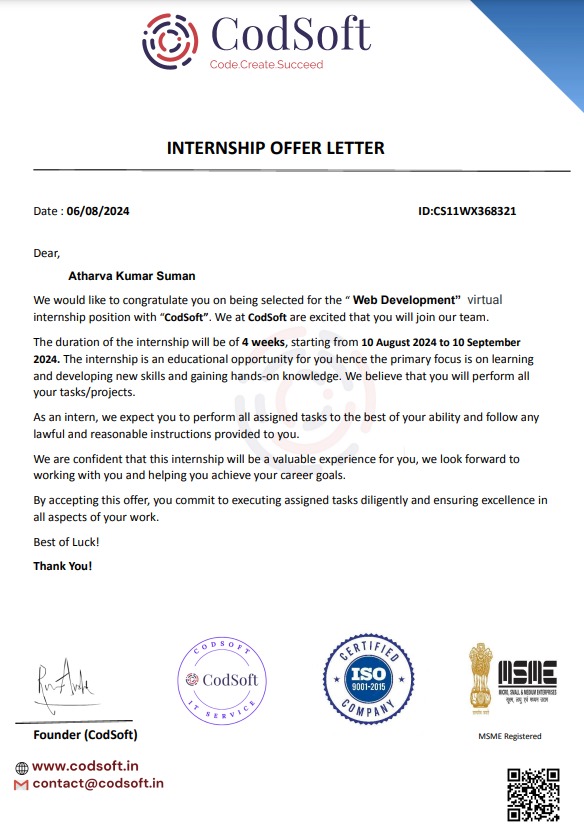 CodSoft
Code.Create.Succeed
INTERNSHIP OFFER LETTER
Date : 06/08/2024 ID:CS11WX368321
Dear,
Atharva Kumar Suman
We would like to congratulate you on being selected for the “ Web Development” virtual
internship position with “CodSoft”. We at CodSoft are excited that you will join our team.
The duration of the internship will be of 4 weeks, starting from 10 August 2024 to 10 September
2024. The internship is an educational opportunity for you hence the primary focus is on learning
and developing new skills and gaining hands-on knowledge. We believe that you will perform all
your tasks/projects.
As an intern, we expect you to perform all assigned tasks to the best of your ability and follow any
lawful and reasonable instructions provided to you.
We are confident that this internship will be a valuable experience for you, we look forward to
working with you and helping you achieve your career goals.
By accepting this offer, you commit to executing assigned tasks diligently and ensuring excellence in
all aspects of your work.
Best of Luck!
Thank You!
CODSOFT
CodSoft
IT SERVICE
CERTIFIED
ISO
9001-2015
COMPANY
MSME
MICRO, SMALL & MEDIUM ENTERPRISES
सूक्ष्म, लघु एवं मध्यम उद्यम
Founder (CodSoft)
MSME Registered
www.codsoft.in
contact@codsoft.in